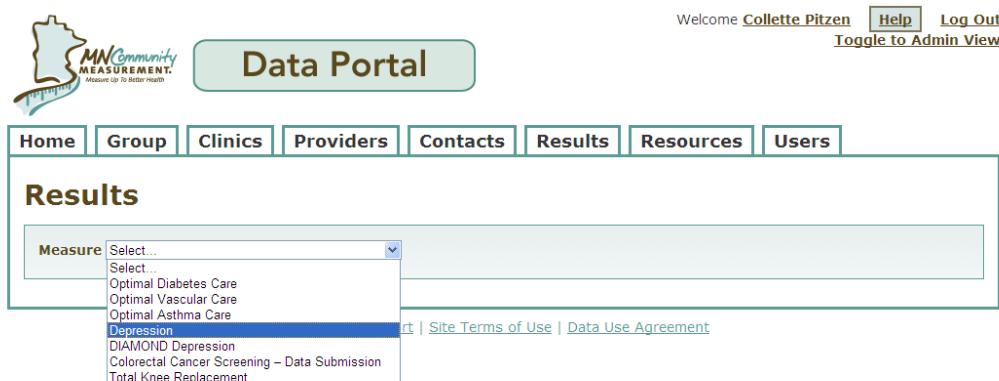 Welcome Collette Pitzen Help Log Out
Toggle to Admin View
MNCommunity
MEASUREMENT.
Measure Up To Better Health
Data Portal
Home Group Clinics Providers Contacts Results Resources Users
Results
Measure Select...
Select...
Optimal Diabetes Care
Optimal Vascular Care
Optimal Asthma Care
Depression
rt | Site Terms of Use | Data Use Agreement
DIAMOND Depression
Colorectal Cancer Screening – Data Submission
Total Knee Replacement